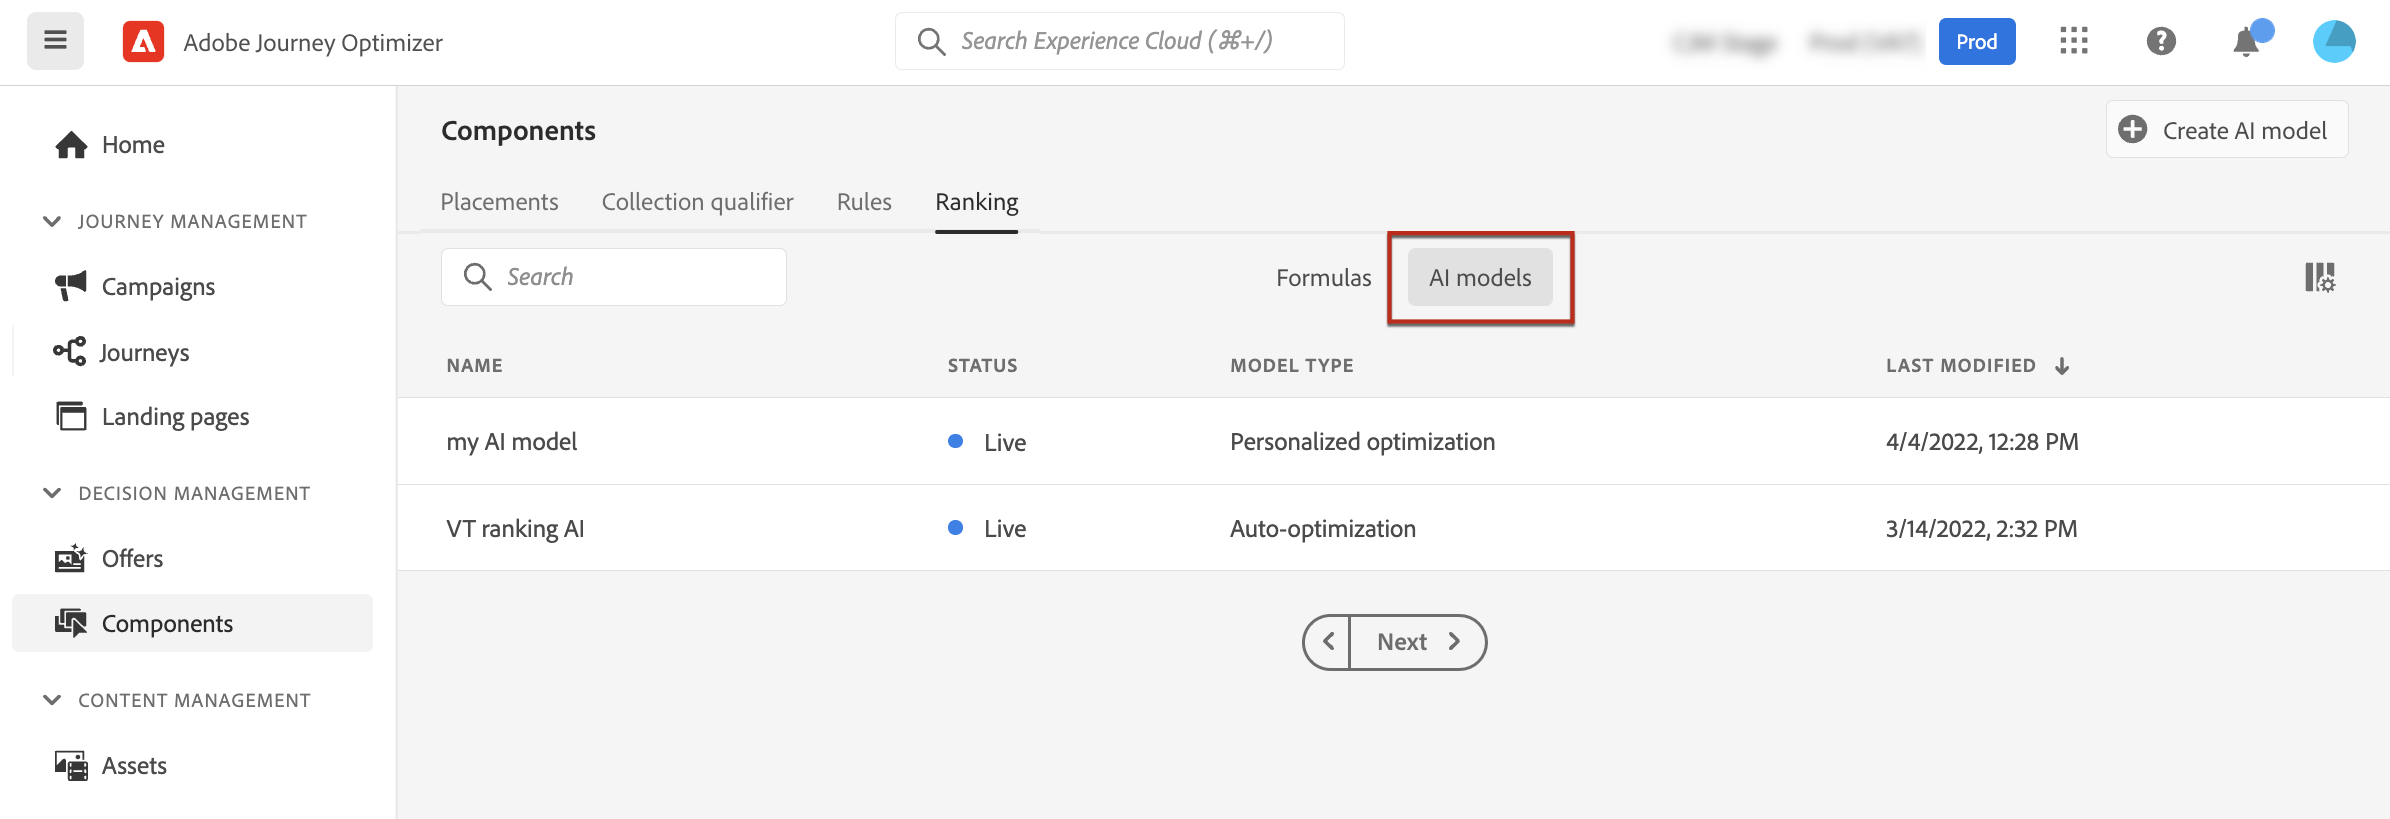 Adobe Journey Optimizer
Search Experience Cloud (⌘+/)
Prod
Home
JOURNEY MANAGEMENT
Campaigns
Journeys
Landing pages
DECISION MANAGEMENT
Offers
Components
CONTENT MANAGEMENT
Assets
Components
Create AI model
Placements Collection qualifier Rules Ranking
Search
Formulas AI models
NAME STATUS MODEL TYPE LAST MODIFIED
my AI model Live Personalized optimization 4/4/2022, 12:28 PM
VT ranking AI Live Auto-optimization 3/14/2022, 2:32 PM
Next